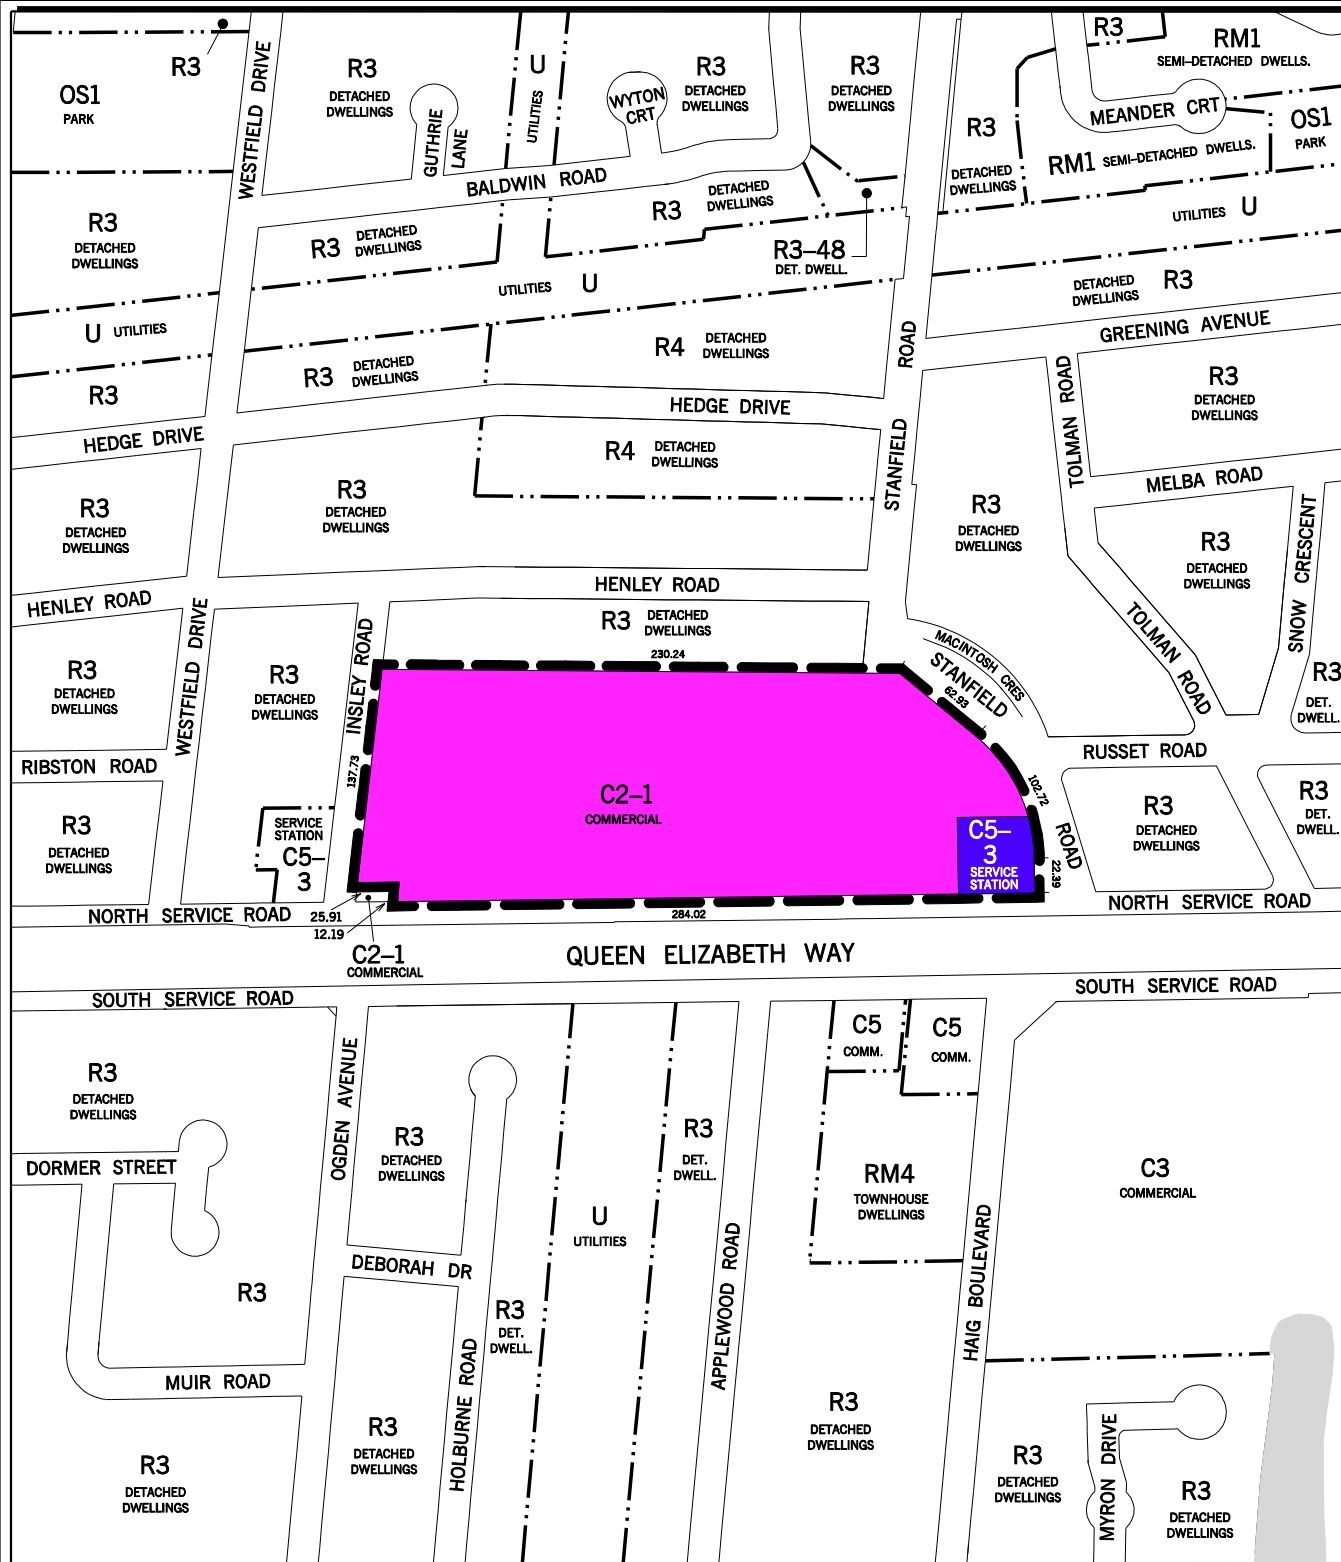 R3
OS1
PARK
WESTFIELD DRIVE
R3
DETACHED
DWELLINGS
GUTHRIE
LANE
U
UTILITIES
WYTON
CRT
R3
DETACHED
DWELLINGS
R3
DETACHED
DWELLINGS
R3
RM1
SEMI–DETACHED DWELLS.
MEANDER CRT
OS1
PARK
R3
DETACHED
DWELLINGS
RM1 SEMI–DETACHED DWELLS.
BALDWIN ROAD
R3
DETACHED
DWELLINGS
R3 DETACHED
DWELLINGS
R3 DETACHED
DWELLINGS
R3–48
DET. DWELL.
UTILITIES U
UTILITIES U
U UTILITIES
DETACHED
DWELLINGS
R3
GREENING AVENUE
R4 DETACHED
DWELLINGS
STANFIELD ROAD
R3 DETACHED
DWELLINGS
R3
HEDGE DRIVE
HEDGE DRIVE
TOLMAN ROAD
R3
DETACHED
DWELLINGS
R4 DETACHED
DWELLINGS
MELBA ROAD
R3
DETACHED
DWELLINGS
R3
DETACHED
DWELLINGS
R3
DETACHED
DWELLINGS
R3
DETACHED
DWELLINGS
SNOW CRESCENT
HENLEY ROAD
HENLEY ROAD
WESTFIELD DRIVE
INSLEY ROAD
R3 DETACHED
DWELLINGS
230.24
MACINTOSH CRES
STANFIELD
62.93
TOLMAN ROAD
R3
DETACHED
DWELLINGS
R3
DETACHED
DWELLINGS
R3
DET.
DWELL.
RIBSTON ROAD
137.73
RUSSET ROAD
C2–1
COMMERCIAL
102.72
R3
DETACHED
DWELLINGS
R3
DET.
DWELL.
R3
DETACHED
DWELLINGS
SERVICE
STATION
C5–
3
C5–
3
SERVICE
STATION
ROAD
22.39
NORTH SERVICE ROAD
25.91
12.19
284.02
NORTH SERVICE ROAD
C2–1
COMMERCIAL
QUEEN ELIZABETH WAY
SOUTH SERVICE ROAD
SOUTH SERVICE ROAD
R3
DETACHED
DWELLINGS
OGDEN AVENUE
C5
COMM.
C5
COMM.
R3
DETACHED
DWELLINGS
R3
DET.
DWELL.
DORMER STREET
RM4
TOWNHOUSE
DWELLINGS
C3
COMMERCIAL
U
UTILITIES
APPLEWOOD ROAD
HAIG BOULEVARD
DEBORAH DR
R3
R3
DET.
DWELL.
HOLBURNE ROAD
MUIR ROAD
R3
DETACHED
DWELLINGS
R3
DETACHED
DWELLINGS
R3
DETACHED
DWELLINGS
R3
DETACHED
DWELLINGS
MYRON DRIVE
R3
DETACHED
DWELLINGS